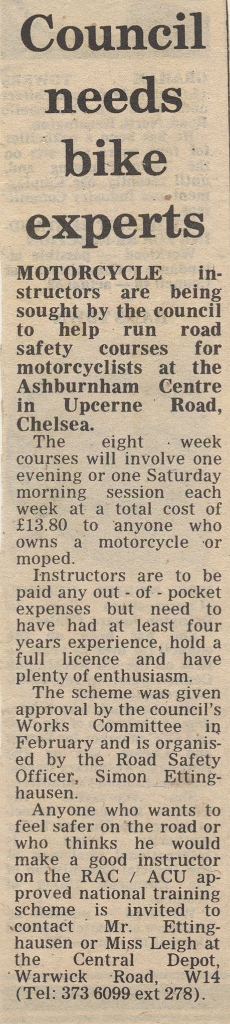 Council
needs
bike
experts
MOTORCYCLE in-
structors are being
sought by the council
to help run road
safety courses for
motorcyclists at the
Ashburnham Centre
in Upcerne Road,
Chelsea.
The eight week
courses will involve one
evening or one Saturday
morning session each
week at a total cost of
£13.80 to anyone who
owns a motorcycle or
moped.
Instructors are to be
paid any out - of - pocket
expenses but need to
have had at least four
years experience, hold a
full licence and have
plenty of enthusiasm.
The scheme was given
approval by the council's
Works Committee in
February and is organis-
ed by the Road Safety
Officer, Simon Etting-
hausen.
Anyone who wants to
feel safer on the road or
who thinks he would
make a good instructor
on the RAC / ACU ap-
proved national training
scheme is invited to
contact Mr. Etting-
hausen or Miss Leigh at
the Central Depot,
Warwick Road, W14
(Tel: 373 6099 ext 278).